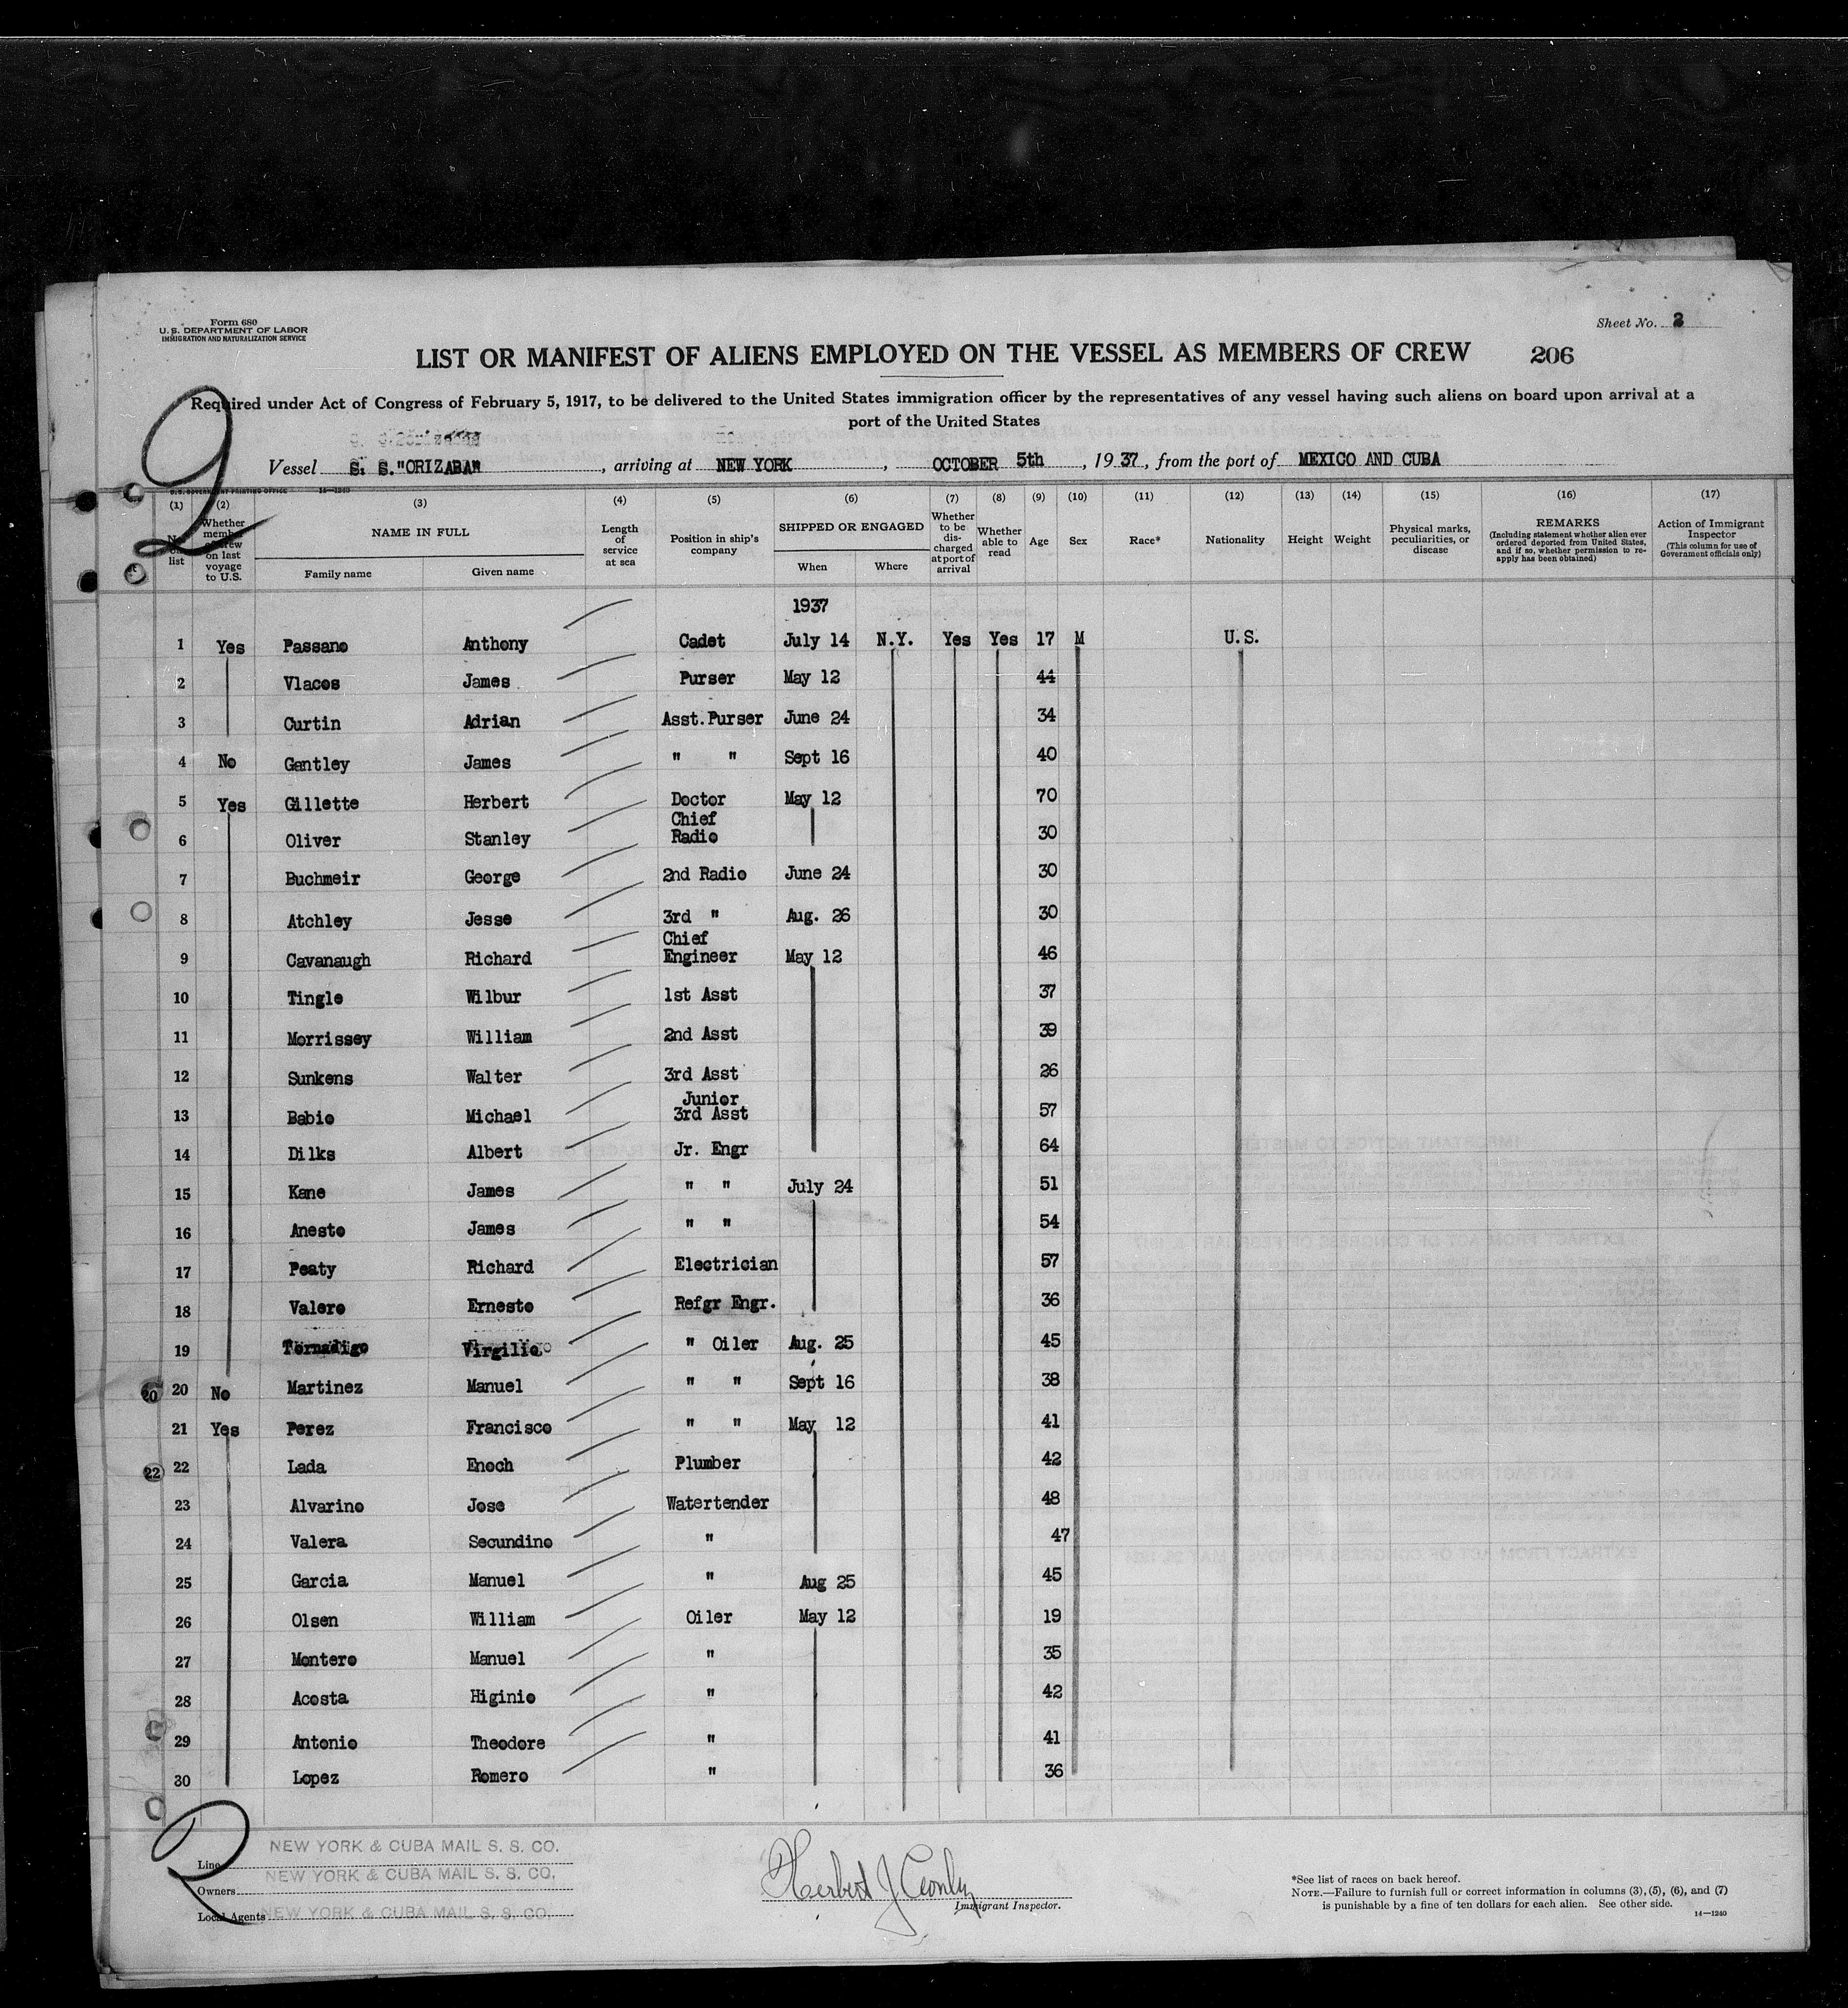 Form 680
U. S. DEPARTMENT OF LABOR
IMMIGRATION AND NATURALIZATION SERVICE
Sheet No. 2
LIST OR MANIFEST OF ALIENS EMPLOYED ON THE VESSEL AS MEMBERS OF CREW 206
Required under Act of Congress of February 5, 1917, to be delivered to the United States immigration officer by the representatives of any vessel having such aliens on board upon arrival at a
port of the United States
Vessel S. S."ORIZABA", arriving at NEW YORK, OCTOBER 5th, 1937, from the port of MEXICO AND CUBA
U. S. GOVERNMENT PRINTING OFFICE 14—1240
(1) (2) (3) (4) (5) (6) (7) (8) (9) (10) (11) (12) (13) (14) (15) (16) (17)
No. on list
Whether member of crew on last voyage to U.S.
NAME IN FULL
Family name Given name
Length of service at sea
Position in ship's company
SHIPPED OR ENGAGED
When Where
Whether to be discharged at port of arrival
Whether able to read
Age Sex Race* Nationality Height Weight
Physical marks, peculiarities, or disease
REMARKS
(Including statement whether alien ever ordered deported from United States, and if so, whether permission to reapply has been obtained)
Action of Immigrant Inspector
(This column for use of Government officials only)
1937
1 Yes Passano Anthony Cadet July 14 N.Y. Yes Yes 17 M U.S.
2 Vlacos James Purser May 12 44
3 Curtin Adrian Asst.Purser June 24 34
4 No Gantley James " " Sept 16 40
5 Yes Gillette Herbert Doctor May 12 70
6 Oliver Stanley Chief Radio 30
7 Buchmeir George 2nd Radio June 24 30
8 Atchley Jesse 3rd " Aug. 26 30
9 Cavanaugh Richard Chief Engineer May 12 46
10 Tingle Wilbur 1st Asst 37
11 Morrissey William 2nd Asst 39
12 Sunkens Walter 3rd Asst 26
13 Babio Michael Junior 3rd Asst 57
14 Dilks Albert Jr. Engr 64
15 Kane James " " July 24 51
16 Anesto James " " 54
17 Peaty Richard Electrician 57
18 Valero Ernesto Refgr Engr. 36
19 Virgilio " Oiler Aug. 25 45
20 20 No Martinez Manuel " " Sept 16 38
21 Yes Perez Francisco " " May 12 41
22 22 Lada Enoch Plumber 42
23 Alvarino Jose Watertender 48
24 Valera Secundino " 47
25 Garcia Manuel " Aug 25 45
26 Olsen William Oiler May 12 19
27 Montero Manuel " 35
28 Acosta Higinio " 42
29 Antonio Theodore " 41
30 Lopez Romero " 36
Line NEW YORK & CUBA MAIL S. S. CO.
Owners NEW YORK & CUBA MAIL S. S. CO.
Local Agents NEW YORK & CUBA MAIL S. S. CO.
Immigrant Inspector.
*See list of races on back hereof.
NOTE.—Failure to furnish full or correct information in columns (3), (5), (6), and (7)
is punishable by a fine of ten dollars for each alien. See other side.
14—1240